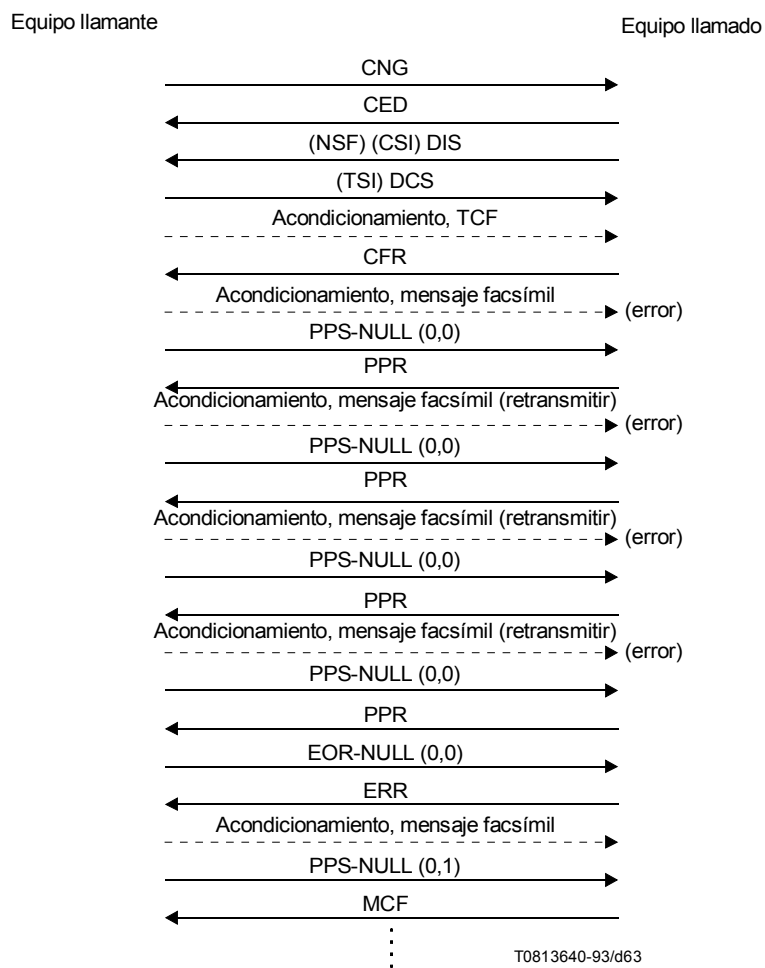 Equipo llamante
Equipo llamado
CNG
CED
(NSF) (CSI) DIS
(TSI) DCS
Acondicionamiento, TCF
CFR
Acondicionamiento, mensaje facsímil
(error)
PPS-NULL (0,0)
PPR
Acondicionamiento, mensaje facsímil (retransmitir)
(error)
PPS-NULL (0,0)
PPR
Acondicionamiento, mensaje facsímil (retransmitir)
(error)
PPS-NULL (0,0)
PPR
Acondicionamiento, mensaje facsímil (retransmitir)
(error)
PPS-NULL (0,0)
PPR
EOR-NULL (0,0)
ERR
Acondicionamiento, mensaje facsímil
PPS-NULL (0,1)
MCF
T0813640-93/d63